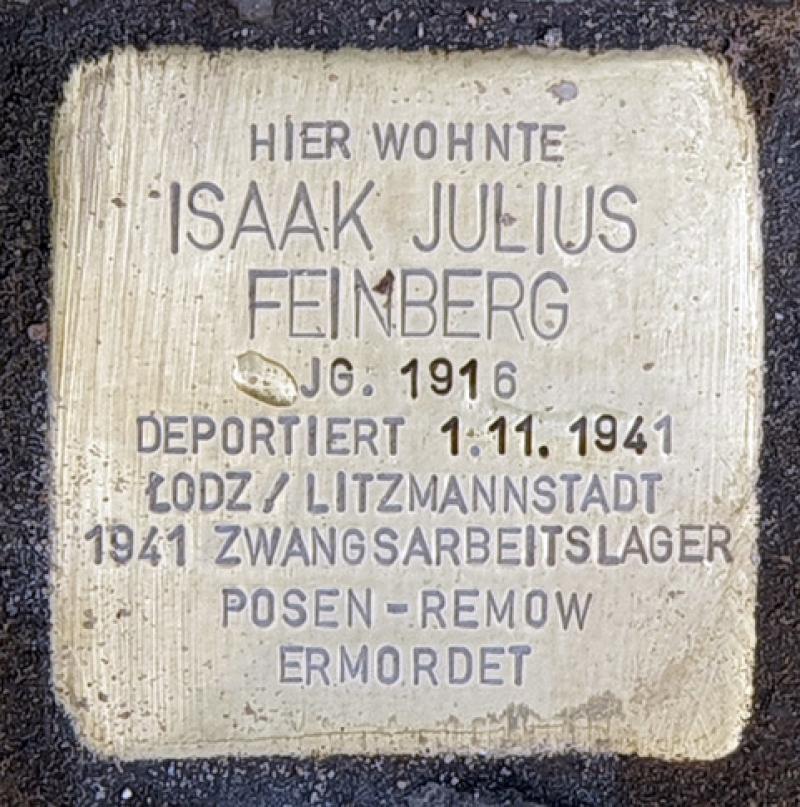 HIER WOHNTE
ISAAK JULIUS
FEINBERG
JG. 1916
DEPORTIERT 1.11.1941
ŁODZ / LITZMANNSTADT
1941 ZWANGSARBEITSLAGER
POSEN-REMOW
ERMORDET